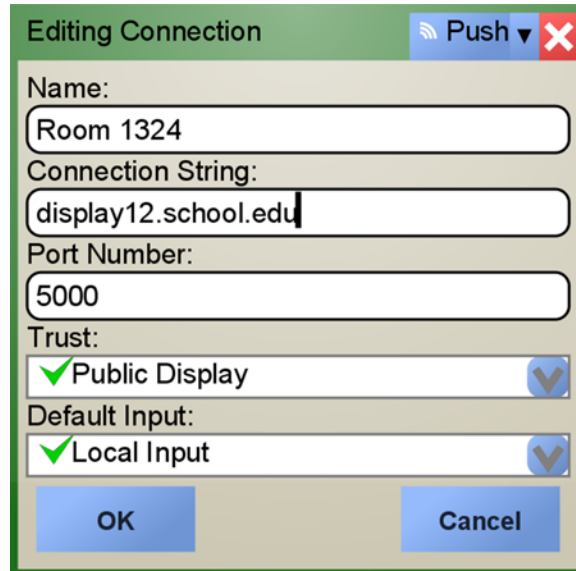 Editing Connection
Push
Name:
Room 1324
Connection String:
display12.school.edu
Port Number:
5000
Trust:
Public Display
Default Input:
Local Input
OK
Cancel